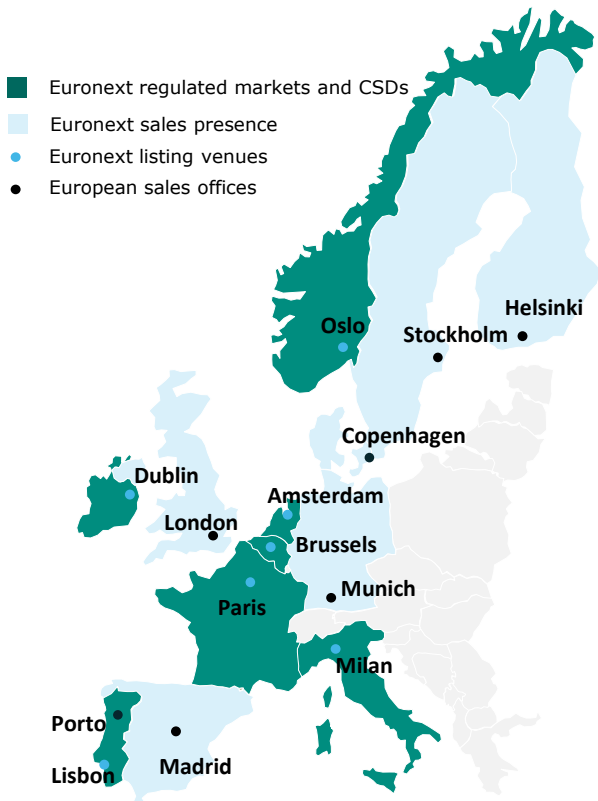 Euronext regulated markets and CSDs
Euronext sales presence
Euronext listing venues
European sales offices
Helsinki
Oslo
Stockholm
Copenhagen
Dublin
Amsterdam
London
Brussels
Munich
Paris
Milan
Porto
Madrid
Lisbon